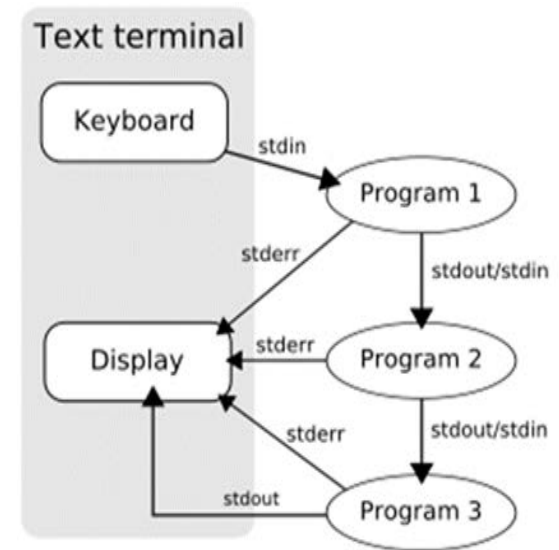 Text terminal
Keyboard
stdin
Program 1
stderr
stdout/stdin
Display
stderr
Program 2
stdout/stdin
stderr
stdout
Program 3